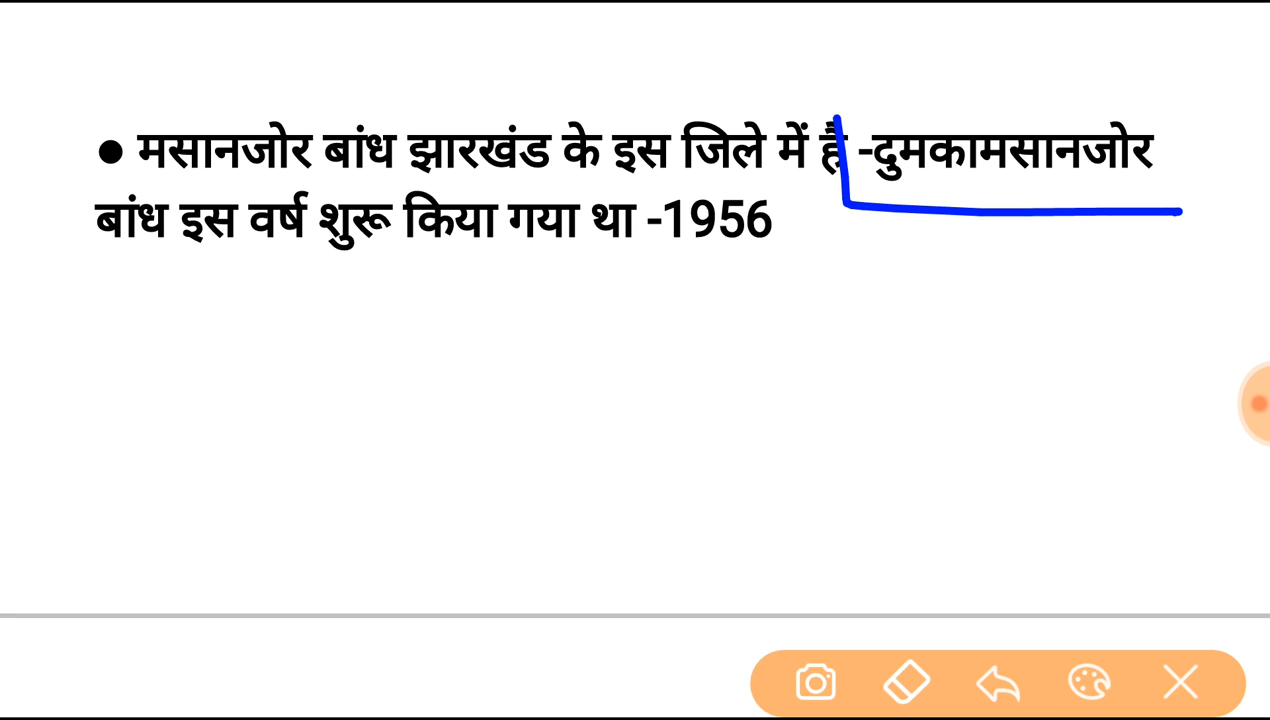 ● मसानजोर बांध झारखंड के इस जिले में है -दुमकामसानजोर
बांध इस वर्ष शुरू किया गया था -1956